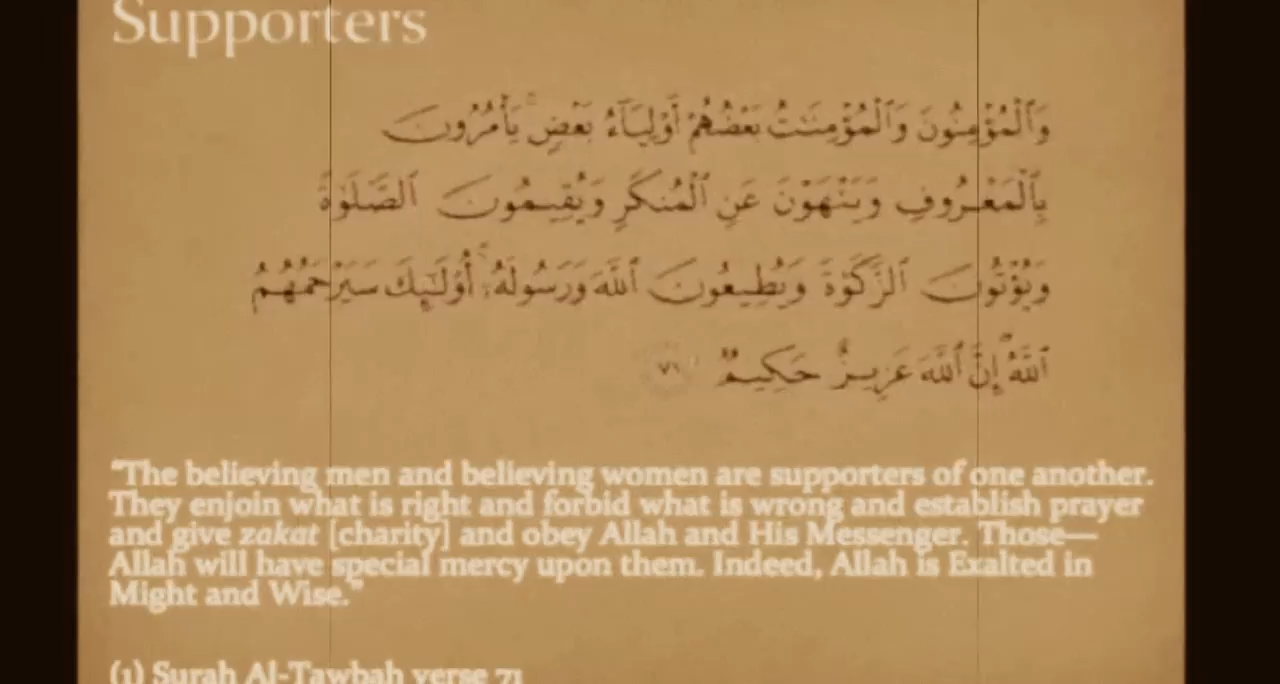 Supporters
وَٱلْمُؤْمِنُونَ وَٱلْمُؤْمِنَـٰتُ بَعْضُهُمْ أَوْلِيَآءُ بَعْضٍۚ يَأْمُرُونَ
بِٱلْمَعْرُوفِ وَيَنْهَوْنَ عَنِ ٱلْمُنكَرِ وَيُقِيمُونَ ٱلصَّلَوٰةَ
وَيُؤْتُونَ ٱلزَّكَوٰةَ وَيُطِيعُونَ ٱللَّهَ وَرَسُولَهُۥٓۚ أُو۟لَـٰٓئِكَ سَيَرْحَمُهُمُ
ٱللَّهُۗ إِنَّ ٱللَّهَ عَزِيزٌ حَكِيمٌ ٧١
"The believing men and believing women are supporters of one another.
They enjoin what is right and forbid what is wrong and establish prayer
and give zakat [charity] and obey Allah and His Messenger. Those—
Allah will have special mercy upon them. Indeed, Allah is Exalted in
Might and Wise."
(1) Surah Al-Tawbah verse 71